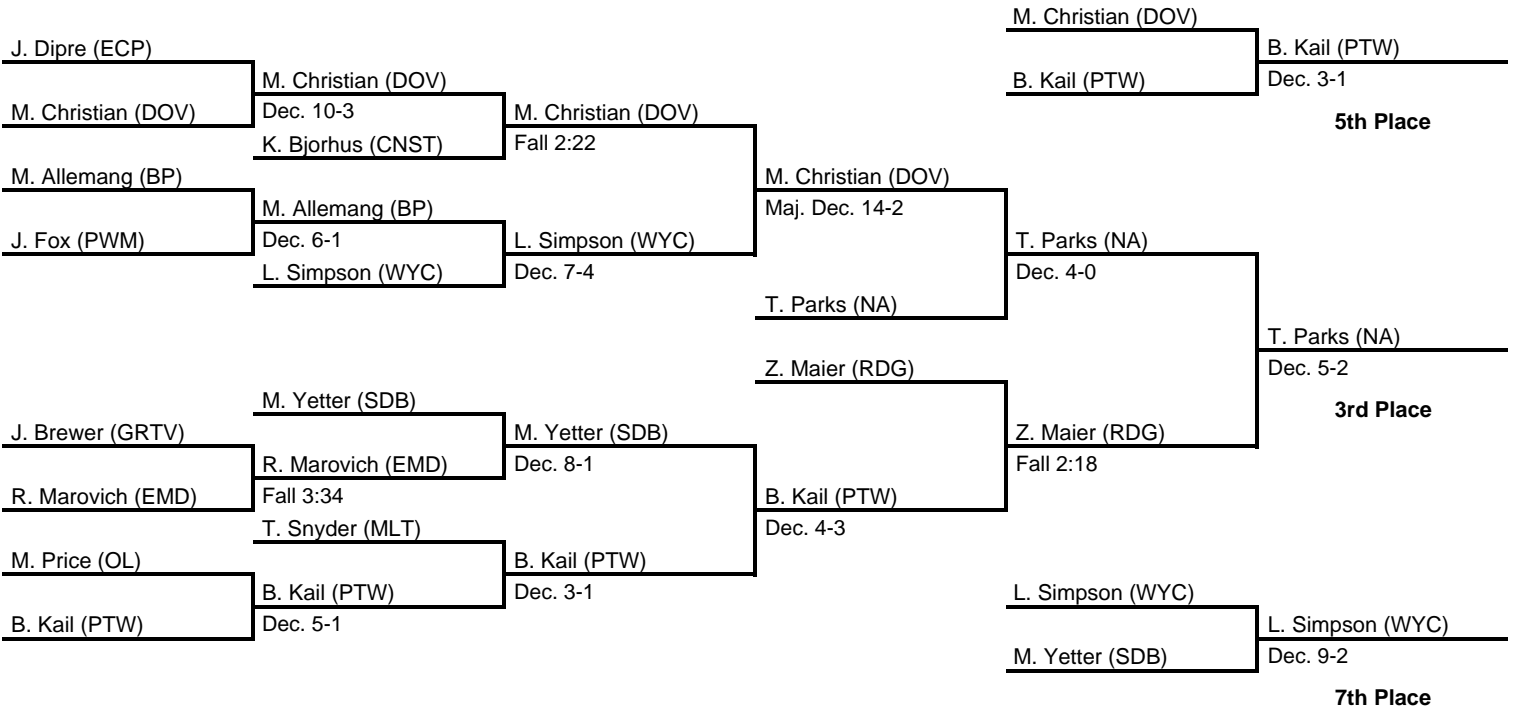 M. Christian (DOV)
J. Dipre (ECP)
B. Kail (PTW)
M. Christian (DOV)
B. Kail (PTW)
Dec. 3-1
M. Christian (DOV)
Dec. 10-3
M. Christian (DOV)
5th Place
K. Bjorhus (CNST)
Fall 2:22
M. Allemang (BP)
M. Christian (DOV)
M. Allemang (BP)
Maj. Dec. 14-2
J. Fox (PWM)
Dec. 6-1
L. Simpson (WYC)
T. Parks (NA)
L. Simpson (WYC)
Dec. 7-4
Dec. 4-0
T. Parks (NA)
T. Parks (NA)
Z. Maier (RDG)
Dec. 5-2
M. Yetter (SDB)
3rd Place
J. Brewer (GRTV)
M. Yetter (SDB)
Z. Maier (RDG)
R. Marovich (EMD)
Dec. 8-1
Fall 2:18
R. Marovich (EMD)
Fall 3:34
B. Kail (PTW)
T. Snyder (MLT)
Dec. 4-3
M. Price (OL)
B. Kail (PTW)
B. Kail (PTW)
Dec. 3-1
L. Simpson (WYC)
B. Kail (PTW)
Dec. 5-1
L. Simpson (WYC)
M. Yetter (SDB)
Dec. 9-2
7th Place